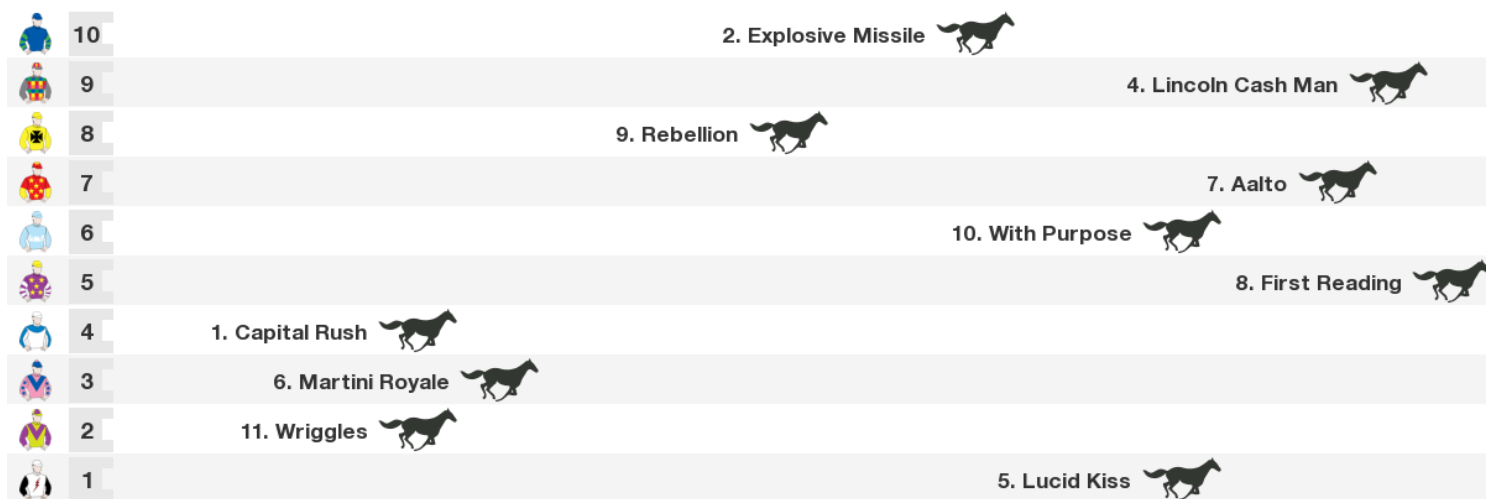 10 2. Explosive Missile
9 4. Lincoln Cash Man
8 9. Rebellion
7 7. Aalto
6 10. With Purpose
5 8. First Reading
4 1. Capital Rush
3 6. Martini Royale
2 11. Wriggles
1 5. Lucid Kiss